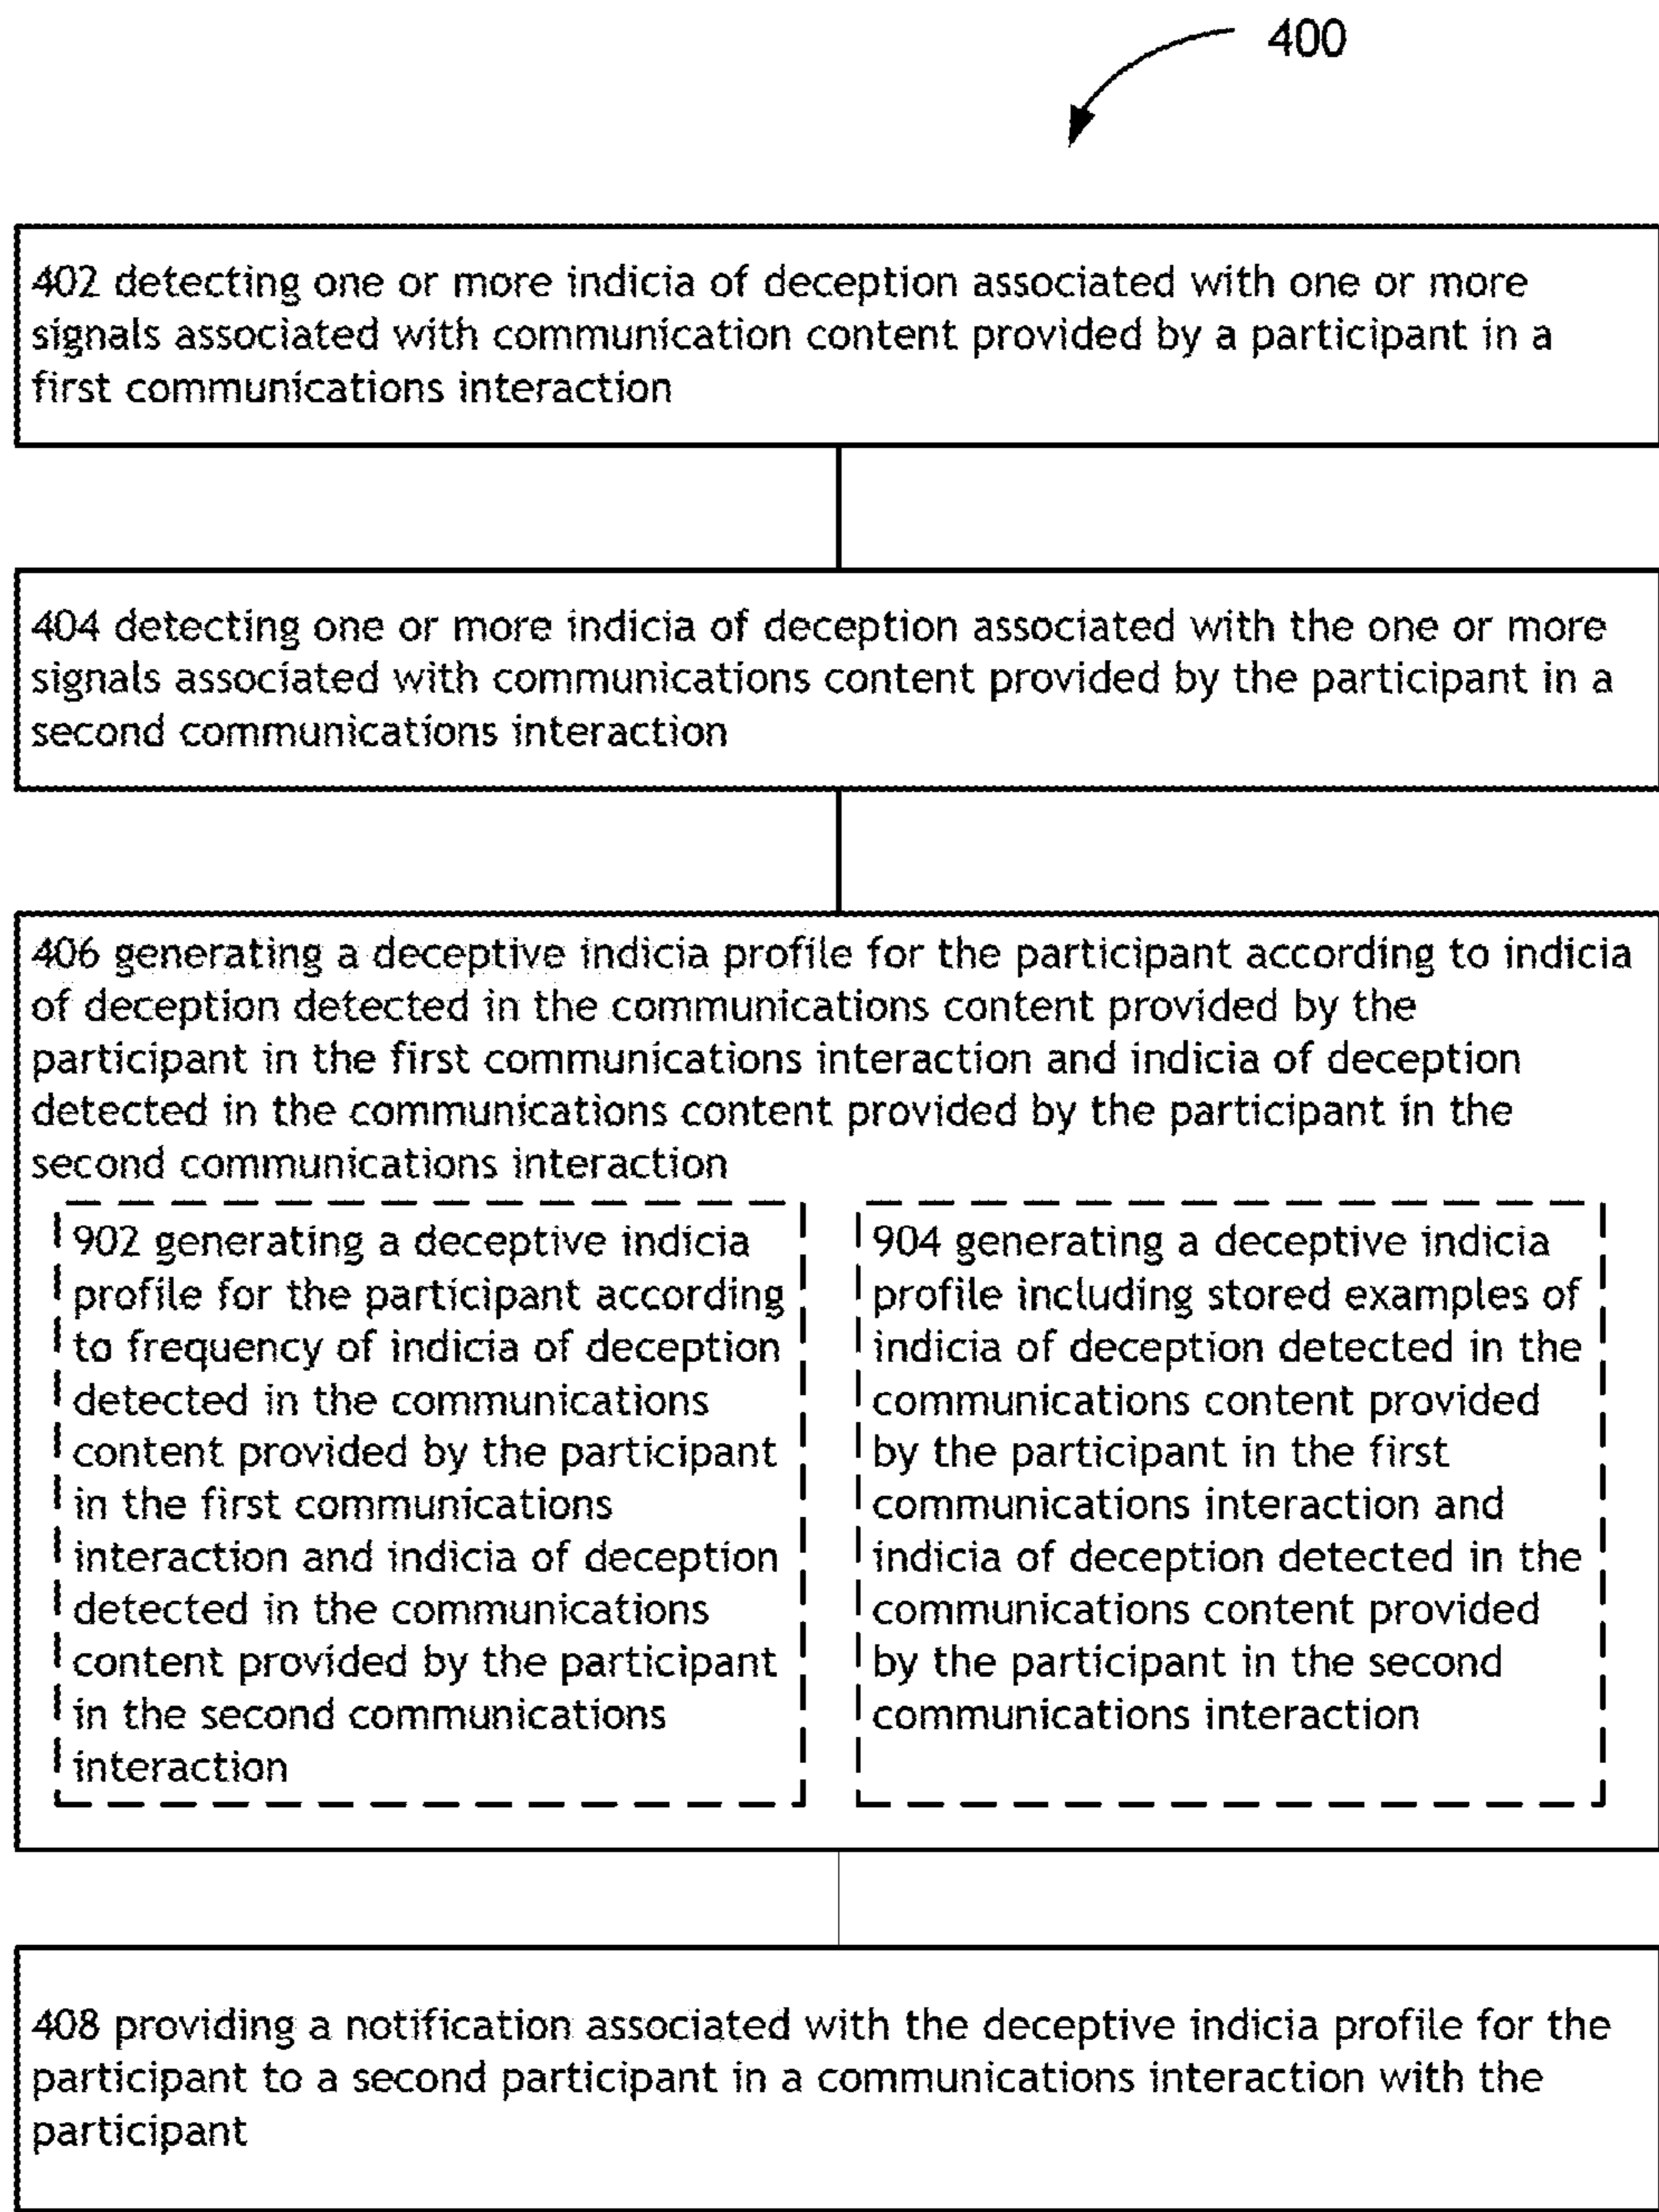 400
402 detecting one or more indicia of deception associated with one or more
signals associated with communication content provided by a participant in a
first communications interaction
404 detecting one or more indicia of deception associated with the one or more
signals associated with communications content provided by the participant in a
second communications interaction
406 generating a deceptive indicia profile for the participant according to indicia
of deception detected in the communications content provided by the
participant in the first communications interaction and indicia of deception
detected in the communications content provided by the participant in the
second communications interaction
902 generating a deceptive indicia
profile for the participant according
to frequency of indicia of deception
detected in the communications
content provided by the participant
in the first communications
interaction and indicia of deception
detected in the communications
content provided by the participant
in the second communications
interaction
904 generating a deceptive indicia
profile including stored examples of
indicia of deception detected in the
communications content provided
by the participant in the first
communications interaction and
indicia of deception detected in the
communications content provided
by the participant in the second
communications interaction
408 providing a notification associated with the deceptive indicia profile for the
participant to a second participant in a communications interaction with the
participant